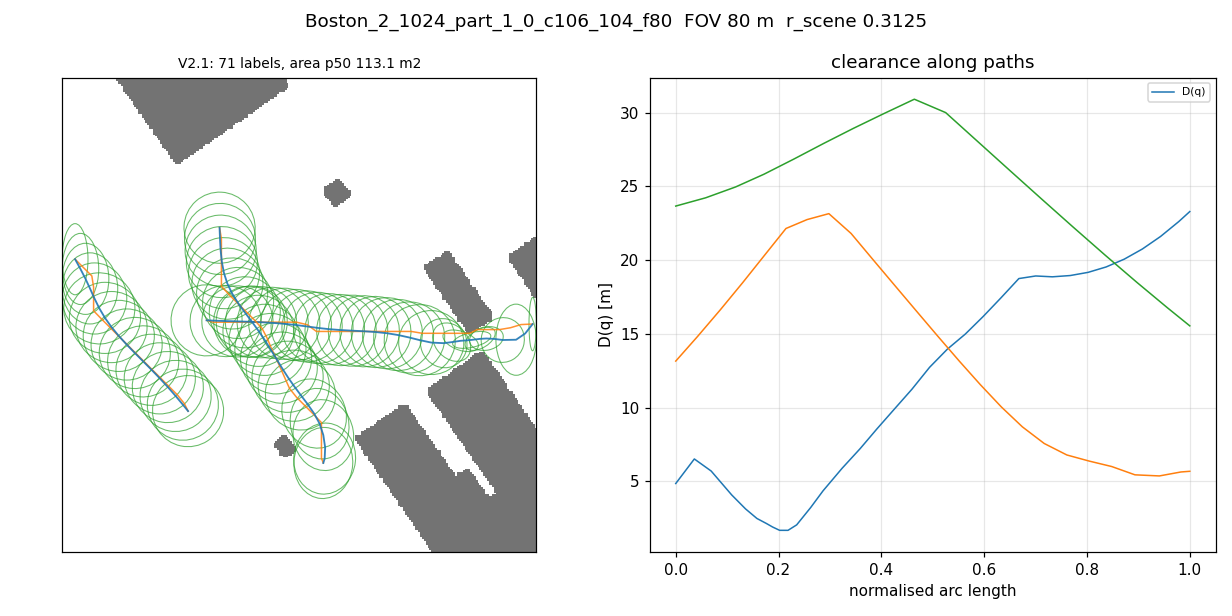 Boston_2_1024_part_1_0_c106_104_f80  FOV 80 m  r_scene 0.3125
V2.1: 71 labels, area p50 113.1 m2
clearance along paths
D(q)
D(q) [m]
30
25
20
15
10
5
0.0 0.2 0.4 0.6 0.8 1.0
normalised arc length